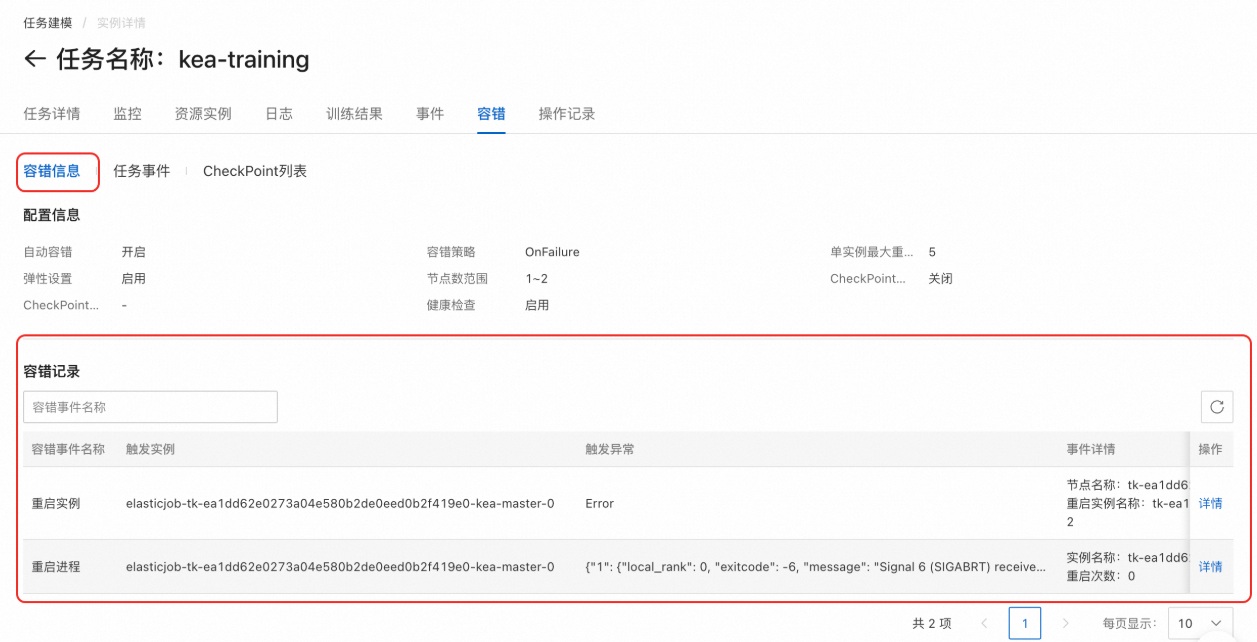 任务建模 / 实例详情
← 任务名称：kea-training
任务详情 监控 资源实例 日志 训练结果 事件 容错 操作记录
容错信息 任务事件 CheckPoint列表
配置信息
自动容错 开启 容错策略 OnFailure 单实例最大重... 5
弹性设置 启用 节点数范围 1~2 CheckPoint... 关闭
CheckPoint... - 健康检查 启用
容错记录
容错事件名称
容错事件名称 触发实例 触发异常 事件详情 操作
重启实例 elasticjob-tk-ea1dd62e0273a04e580b2de0eed0b2f419e0-kea-master-0 Error 节点名称：tk-ea1dd6 详情
重启实例名称：tk-ea1
2
重启进程 elasticjob-tk-ea1dd62e0273a04e580b2de0eed0b2f419e0-kea-master-0 {"1": {"local_rank": 0, "exitcode": -6, "message": "Signal 6 (SIGABRT) receive... 实例名称：tk-ea1dd6 详情
重启次数：0
共 2 项 < 1 > 每页显示： 10